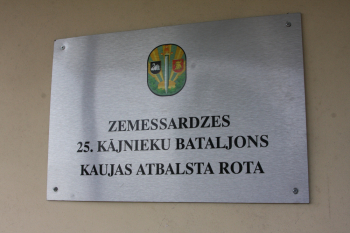 ZEMESSARDZES
25. KĀJNIEKU BATALJONS
KAUJAS ATBALSTA ROTA